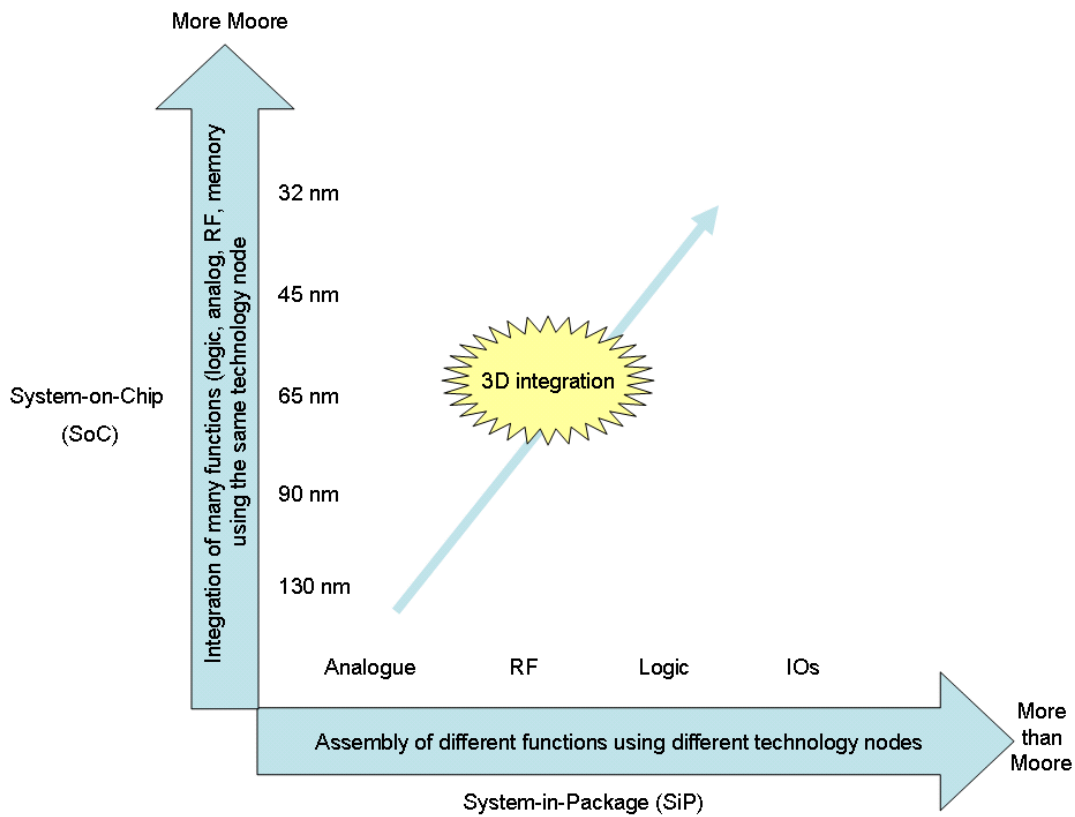 More Moore
Integration of many functions (logic, analog, RF, memory
using the same technology node
32 nm
45 nm
3D integration
65 nm
System-on-Chip
(SoC)
90 nm
130 nm
Analogue
RF
Logic
IOs
Assembly of different functions using different technology nodes
More
than
Moore
System-in-Package (SiP)